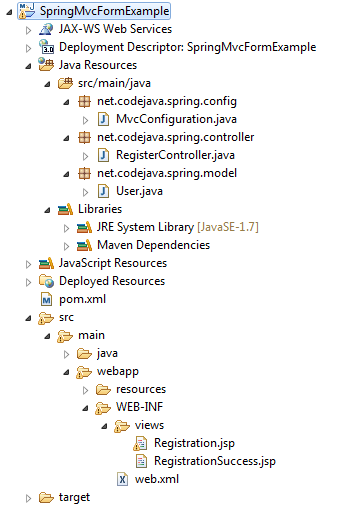 SpringMvcFormExample
JAX-WS Web Services
Deployment Descriptor: SpringMvcFormExample
Java Resources
src/main/java
net.codejava.spring.config
MvcConfiguration.java
net.codejava.spring.controller
RegisterController.java
net.codejava.spring.model
User.java
Libraries
JRE System Library [JavaSE-1.7]
Maven Dependencies
JavaScript Resources
Deployed Resources
pom.xml
src
main
java
webapp
resources
WEB-INF
views
Registration.jsp
RegistrationSuccess.jsp
web.xml
target